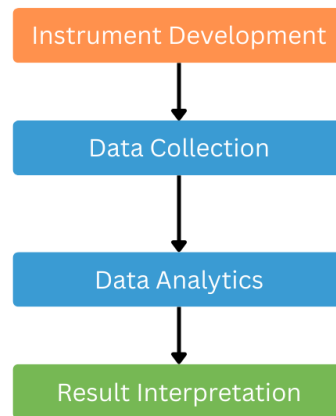 Instrument Development
Data Collection
Data Analytics
Result Interpretation